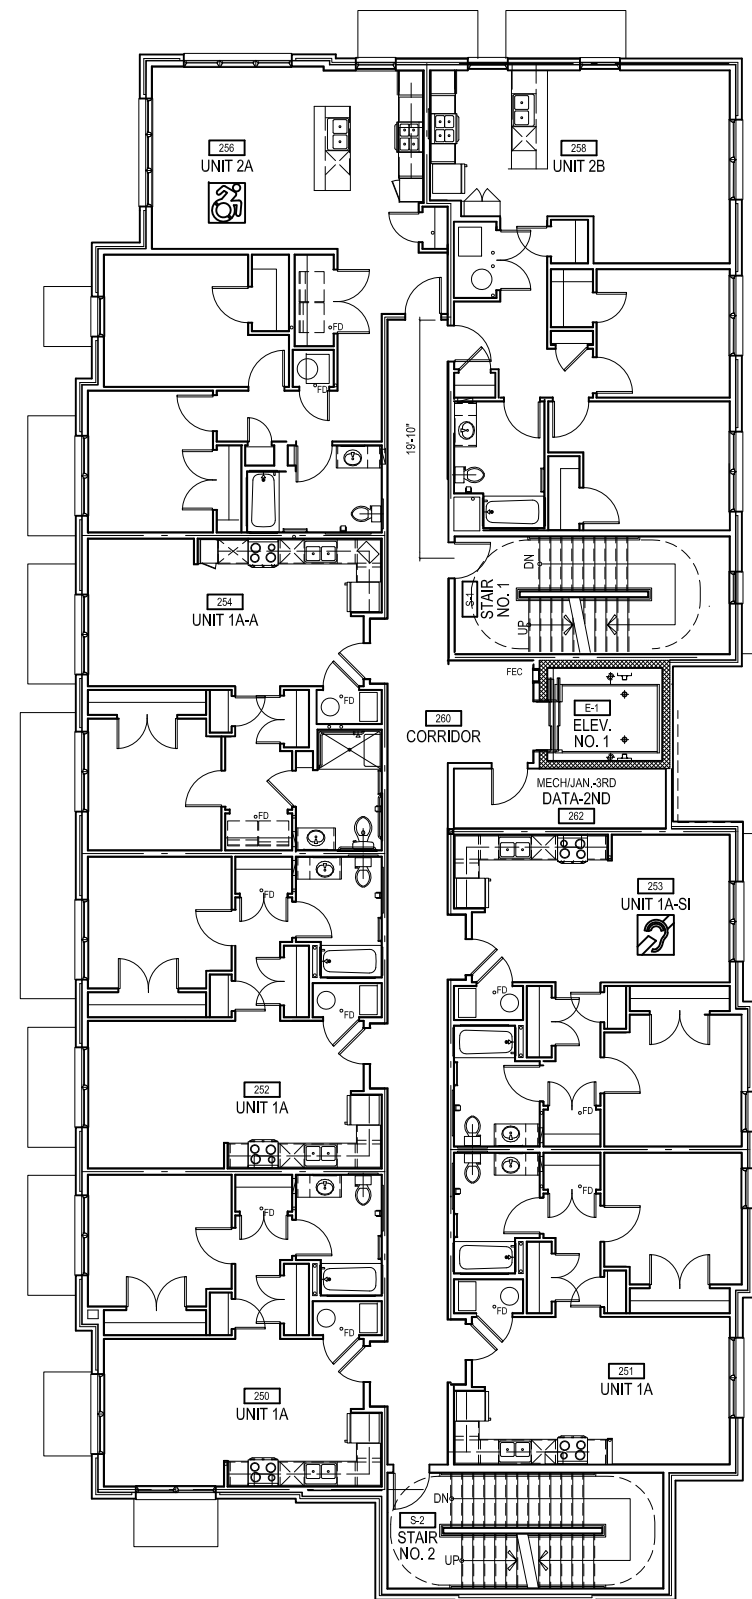 256
UNIT 2A
258
UNIT 2B
FD
FD
19'-10"
DN
S-1
STAIR
NO. 1
UP
254
UNIT 1A-A
FD
FEC
E-1
ELEV.
NO. 1
260
CORRIDOR
MECH/JAN.-3RD
DATA-2ND
262
FD
253
UNIT 1A-SI
FD
FD
FD
252
UNIT 1A
FD
FD
FD
FD
FD
251
UNIT 1A
250
UNIT 1A
DN
S-2
STAIR
NO. 2
UP